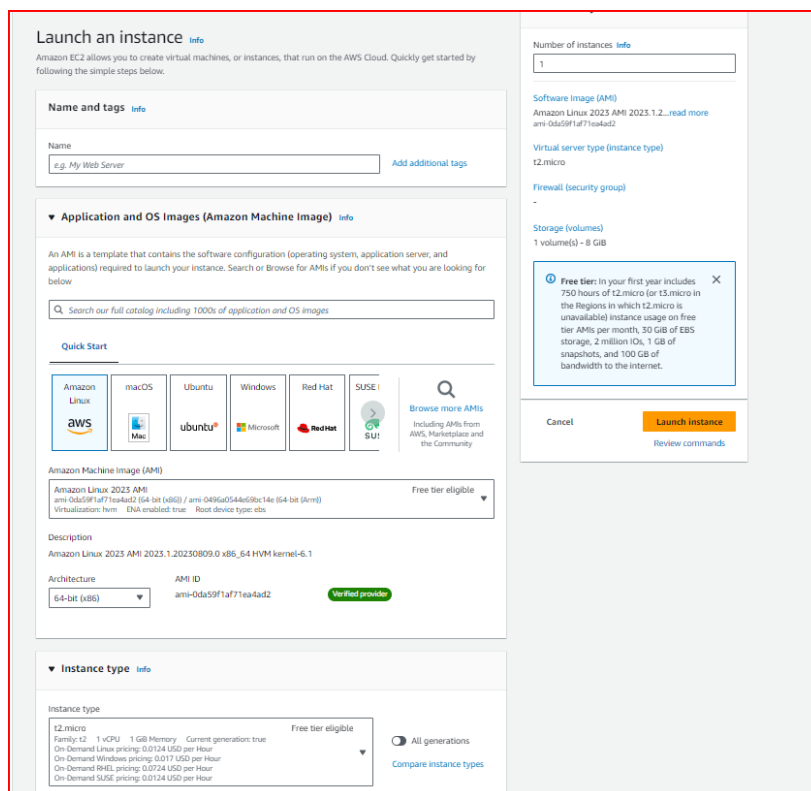 Launch an instance Info
Amazon EC2 allows you to create virtual machines, or instances, that run on the AWS Cloud. Quickly get started by
following the simple steps below.
Name and tags Info
Name
e.g. My Web Server
Add additional tags
Application and OS Images (Amazon Machine Image) Info
An AMI is a template that contains the software configuration (operating system, application server, and
applications) required to launch your instance. Search or Browse for AMIs if you don't see what you are looking for
below
Search our full catalog including 1000s of application and OS images
Quick Start
Amazon
Linux
aws
macOS
Mac
Ubuntu
ubuntu
Windows
Microsoft
Red Hat
Red Hat
SUSE
SUS
Browse more AMIs
Including AMIs from
AWS, Marketplace and
the Community
Amazon Machine Image (AMI)
Amazon Linux 2023 AMI
Free tier eligible
ami-0da59f1af71ea4ad2 (64-bit (x86)) / ami-0496a0544e69bc14e (64-bit (Arm))
Virtualization: hvm ENA enabled: true Root device type: ebs
Description
Amazon Linux 2023 AMI 2023.1.20230809.0 x86_64 HVM kernel-6.1
Architecture
64-bit (x86)
AMI ID
ami-0da59f1af71ea4ad2
Verified provider
Instance type Info
Instance type
t2.micro
Free tier eligible
Family: t2 1 vCPU 1 GiB Memory Current generation: true
On-Demand Linux pricing: 0.0124 USD per Hour
On-Demand Windows pricing: 0.017 USD per Hour
On-Demand RHEL pricing: 0.0724 USD per Hour
On-Demand SUSE pricing: 0.0124 USD per Hour
All generations
Compare instance types
Number of instances Info
1
Software Image (AMI)
Amazon Linux 2023 AMI 2023.1.2...read more
ami-0da59f1af71ea4ad2
Virtual server type (instance type)
t2.micro
Firewall (security group)
-
Storage (volumes)
1 volume(s) - 8 GiB
Free tier: In your first year includes
750 hours of t2.micro (or t3.micro in
the Regions in which t2.micro is
unavailable) instance usage on free
tier AMIs per month, 30 GiB of EBS
storage, 2 million IOs, 1 GB of
snapshots, and 100 GB of
bandwidth to the internet.
Cancel
Launch instance
Review commands